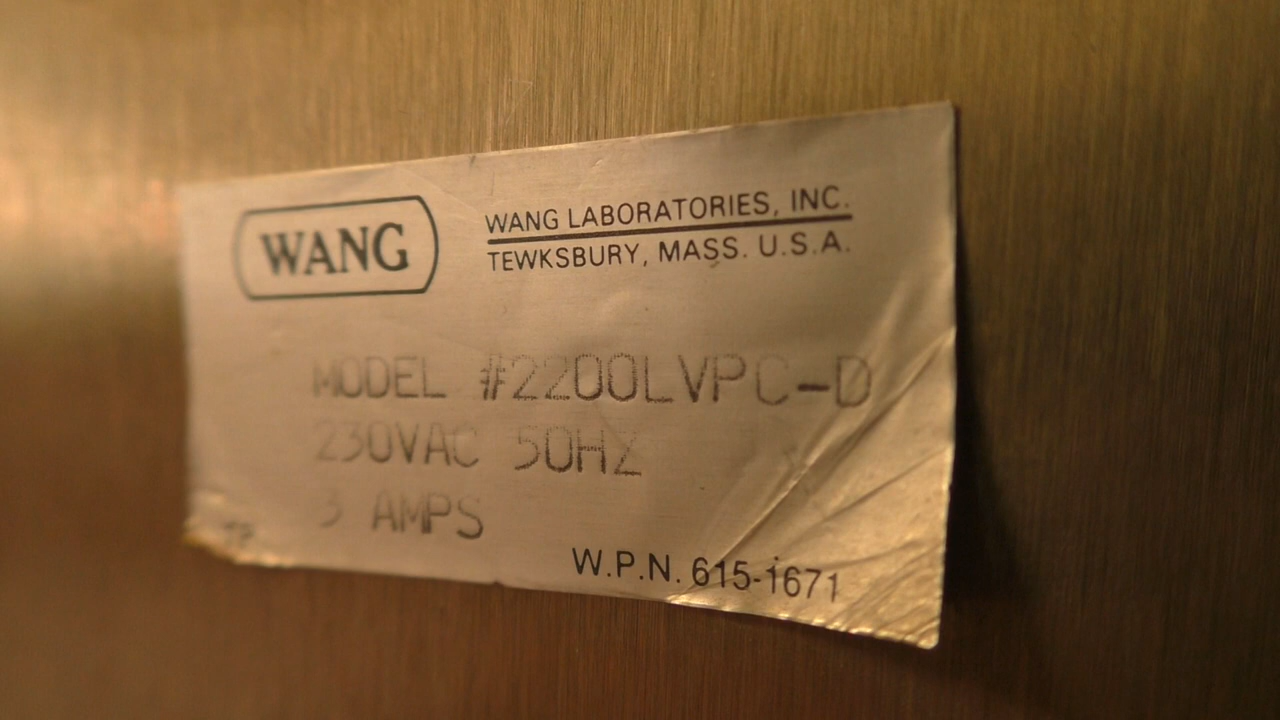 WANG
WANG LABORATORIES, INC.
TEWKSBURY, MASS. U.S.A.
MODEL #2200LVPC-D
230VAC 50HZ
3 AMPS
W.P.N. 615-1671